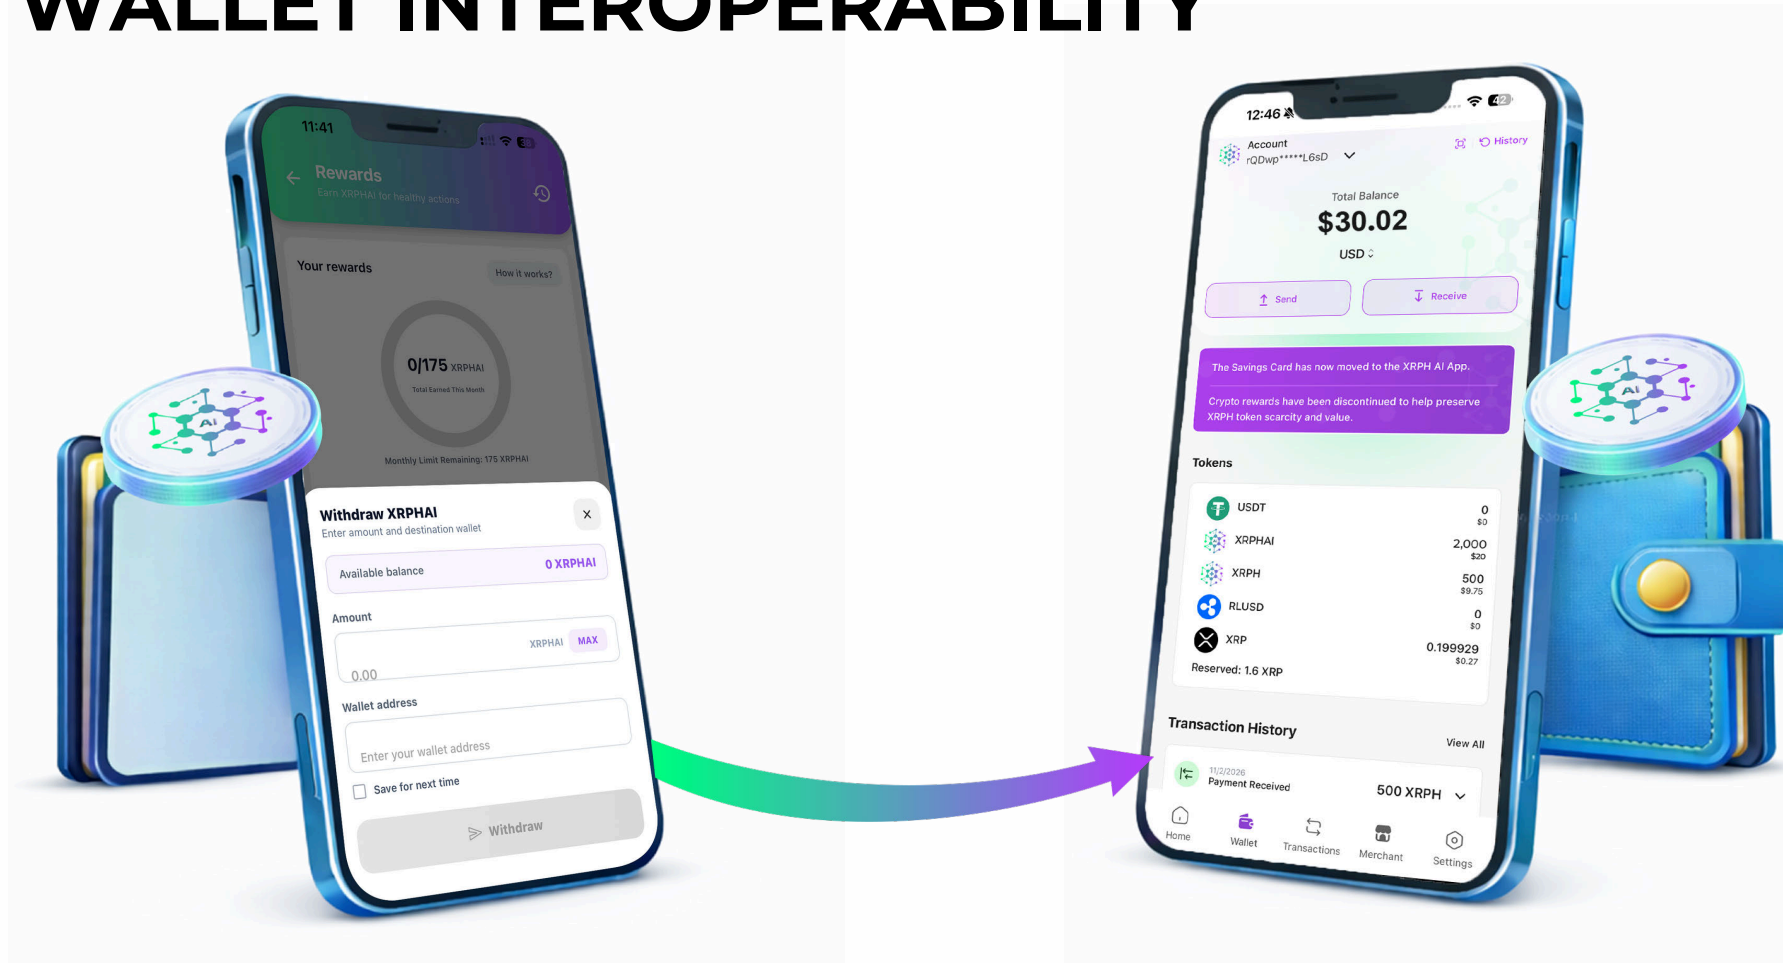 WALLET INTEROPERABILITY
11:41
Rewards
Earn XRPHAI for healthy actions
Your rewards
How it works?
0/175 XRPHAI
Total Earned This Month
Monthly Limit Remaining: 175 XRPHAI
Withdraw XRPHAI
X
Enter amount and destination wallet
Available balance
0 XRPHAI
Amount
XRPHAI MAX
0.00
Wallet address
Enter your wallet address
Save for next time
Withdraw
AI
12:46
42
Account
rQDwp*****L6sD
History
Total Balance
$30.02
USD
Send
Receive
The Savings Card has now moved to the XRPH AI App.
Crypto rewards have been discontinued to help preserve
XRPH token scarcity and value.
Tokens
USDT
0
$0
XRPHAI
2,000
$20
XRPH
500
$9.75
RLUSD
0
$0
XRP
0.199929
$0.27
Reserved: 1.6 XRP
Transaction History
View All
11/2/2026
Payment Received
500 XRPH
Home
Wallet
Transactions
Merchant
Settings
AI